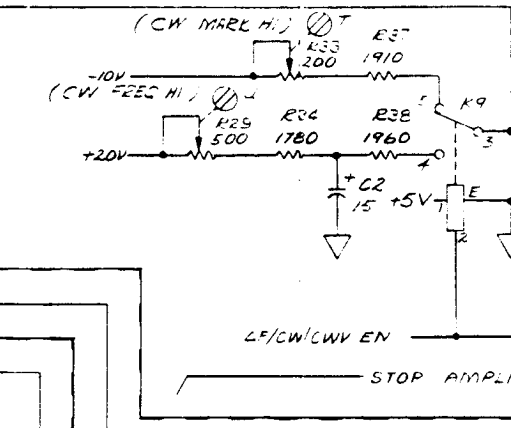 (CW MARK HI) T
R33 R37
200 1910
-10V
(CW FREQ HI) U
5 K9
3
R29 R34 R38
500 1780 1960
+20V
4
+ C2
15
+5V 1 E
2
LF/CW/CWV EN
STOP AMPLI